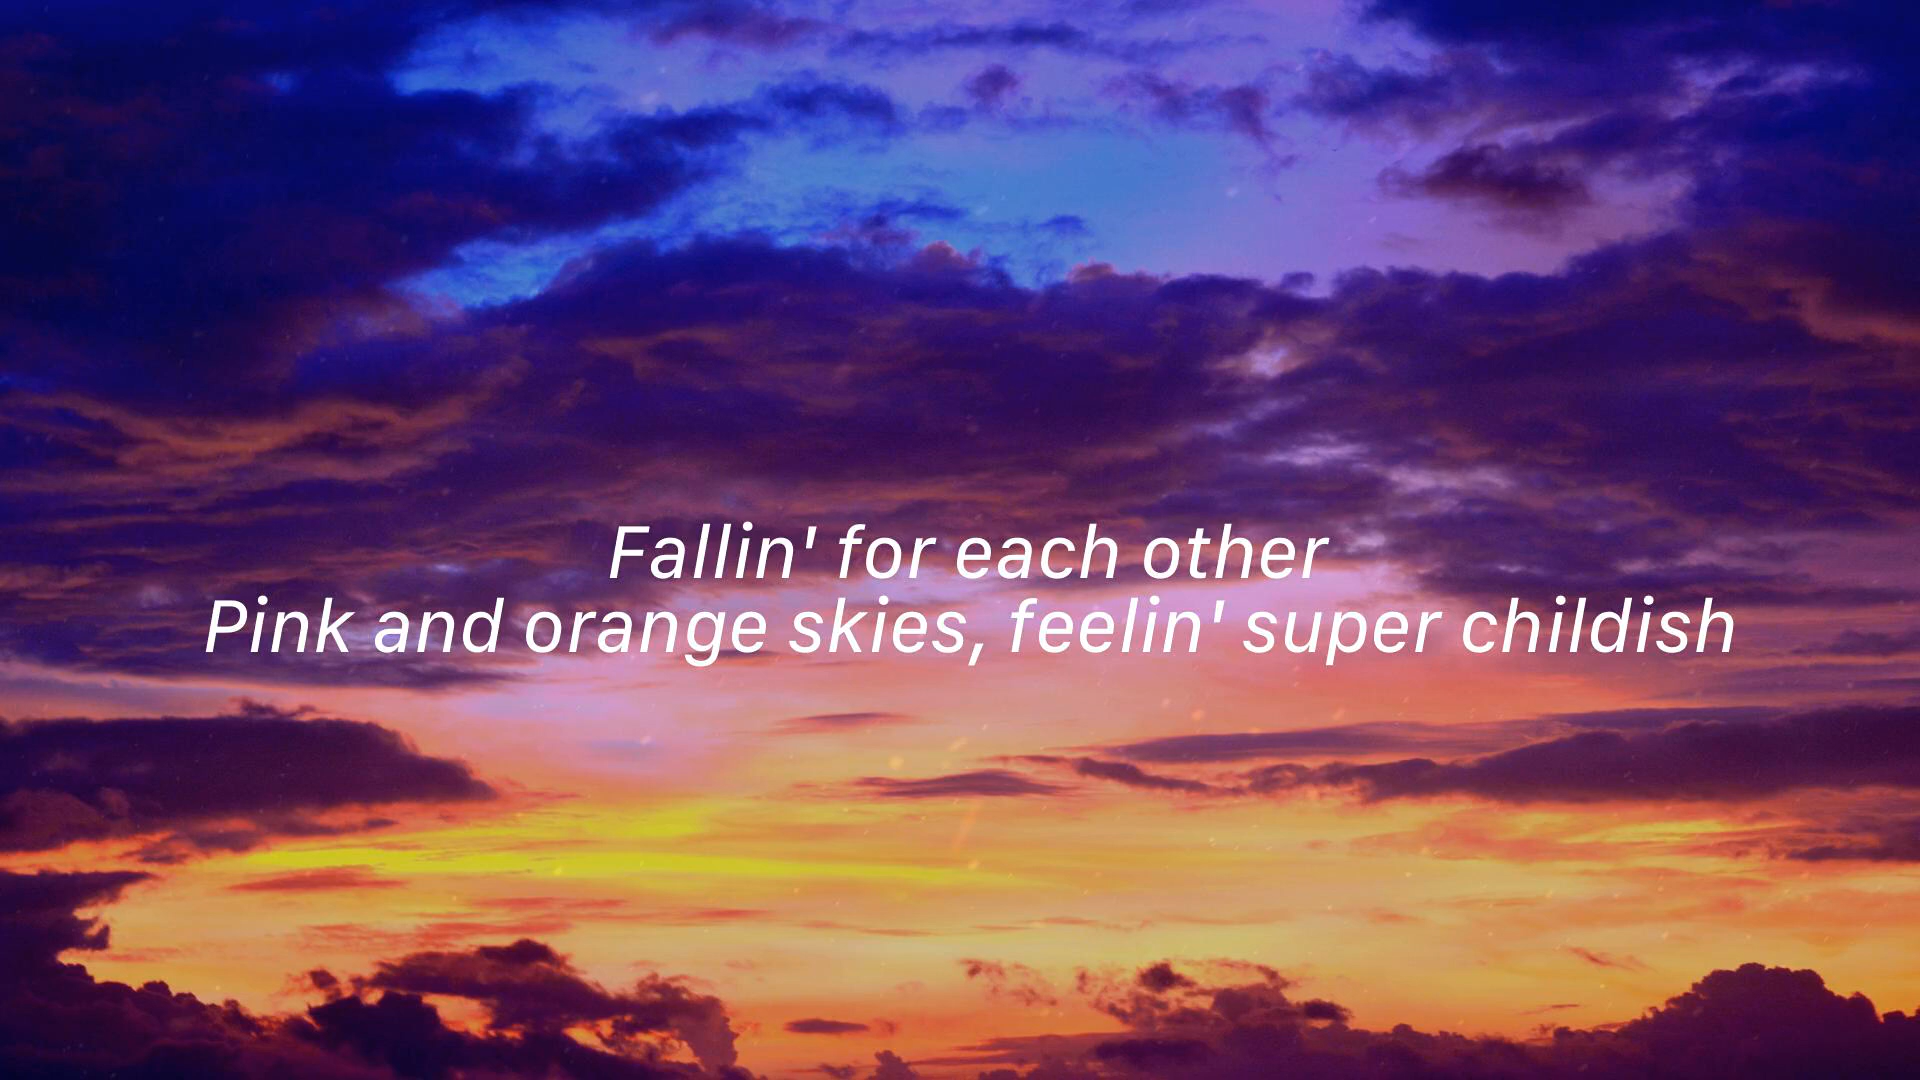 Fallin' for each other
Pink and orange skies, feelin' super childish